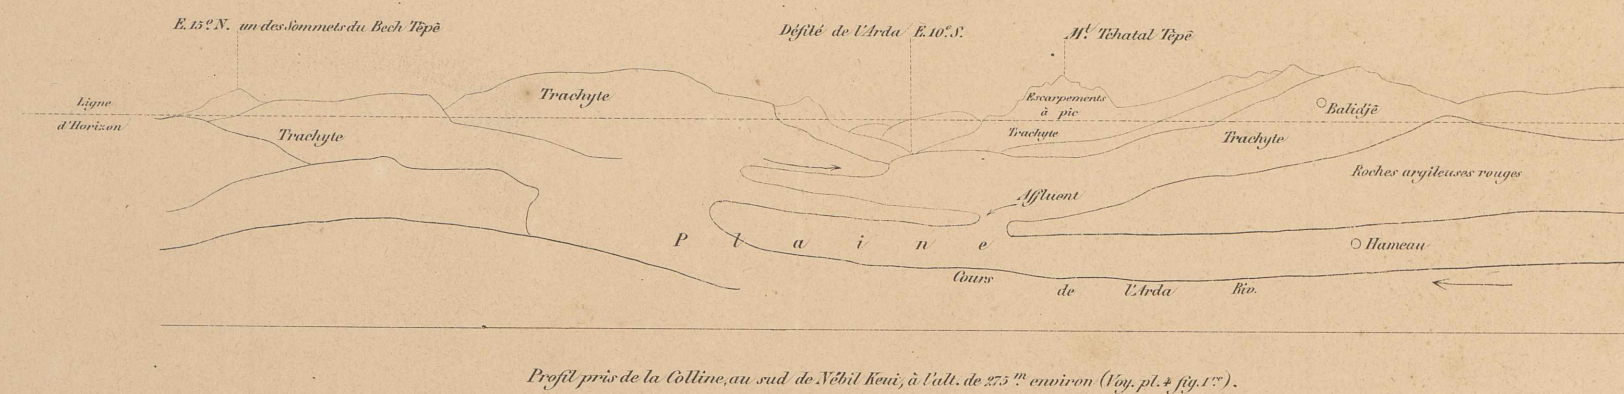 E. 15° N. un des Sommets du Bech Tépé
Défilé de l'Arda E. 10° S.
Mt Tchatal Tépé
Ligne
d'Horizon
Trachyte
Trachyte
Escarpements
à pic
Trachyte
Balidjé
Trachyte
Roches argileuses rouges
Affluent
Plaine
Hameau
Cours de l'Arda Riv.
Profil pris de la Colline, au sud de Nébil Keui, à l'alt. de 275 m environ (Voy. pl. 4 fig. 1re).